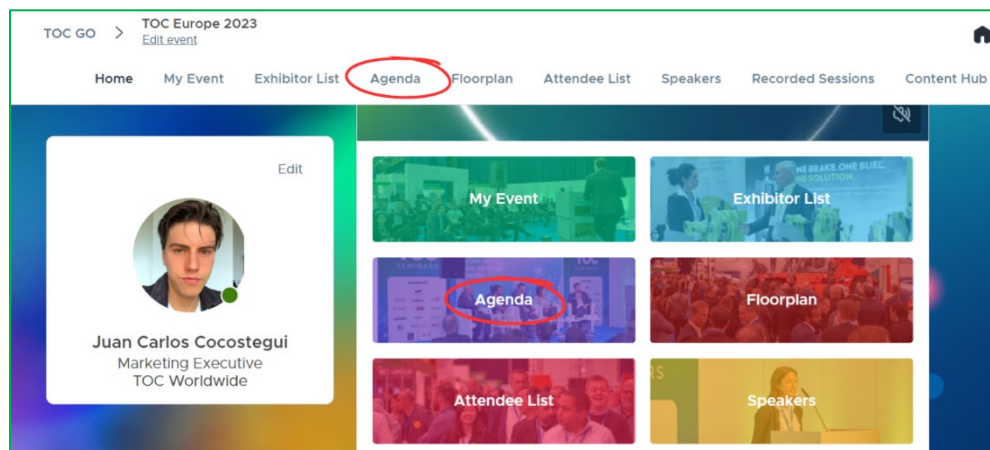 TOC GO > TOC Europe 2023
Edit event
Home My Event Exhibitor List Agenda Floorplan Attendee List Speakers Recorded Sessions Content Hub
Edit
Juan Carlos Cocostegui
Marketing Executive
TOC Worldwide
My Event
Exhibitor List
Agenda
Floorplan
Attendee List
Speakers